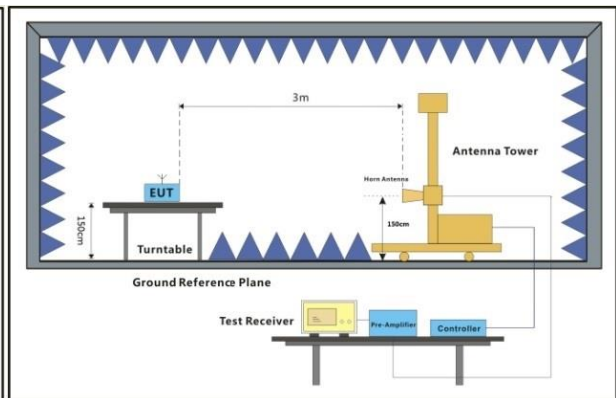 3m
Antenna Tower
Horn Antenna
EUT
150cm
150cm
Turntable
Ground Reference Plane
Test Receiver
Pre-Amplifier
Controller